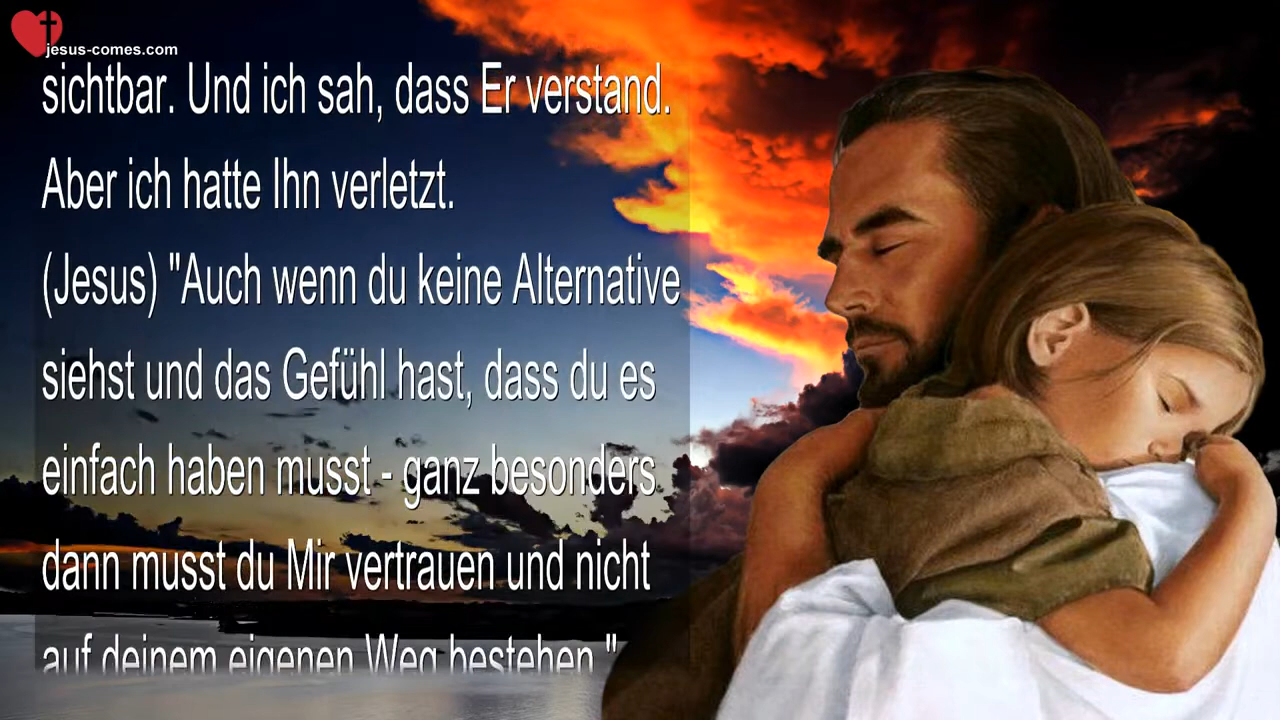 jesus-comes.com
sichtbar. Und ich sah, dass Er verstand.
Aber ich hatte Ihn verletzt.
(Jesus) "Auch wenn du keine Alternative
siehst und das Gefühl hast, dass du es
einfach haben musst - ganz besonders
dann musst du Mir vertrauen und nicht
auf deinem eigenen Weg bestehen."